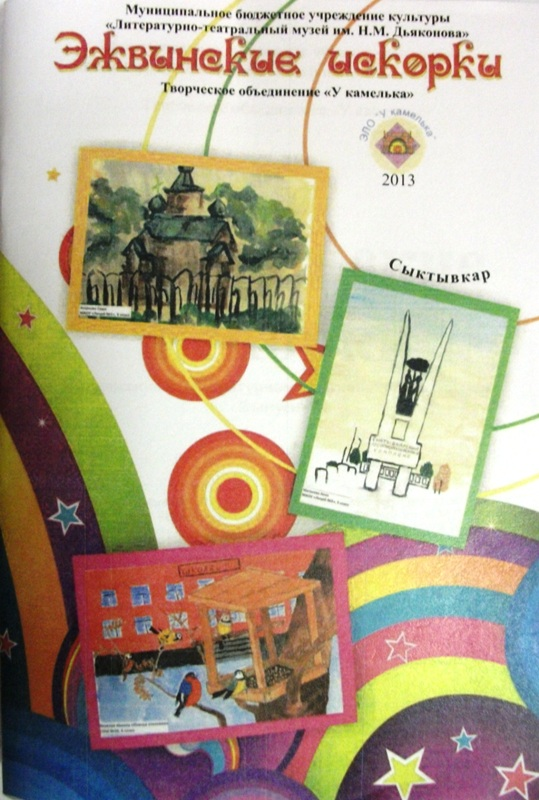 Муниципальное бюджетное учреждение культуры
«Литературно-театральный музей им. Н.М. Дьяконова»
Эжвинские искорки
Творческое объединение «У камелька»
ЭЛО "У камелька"
2013
Сыктывкар